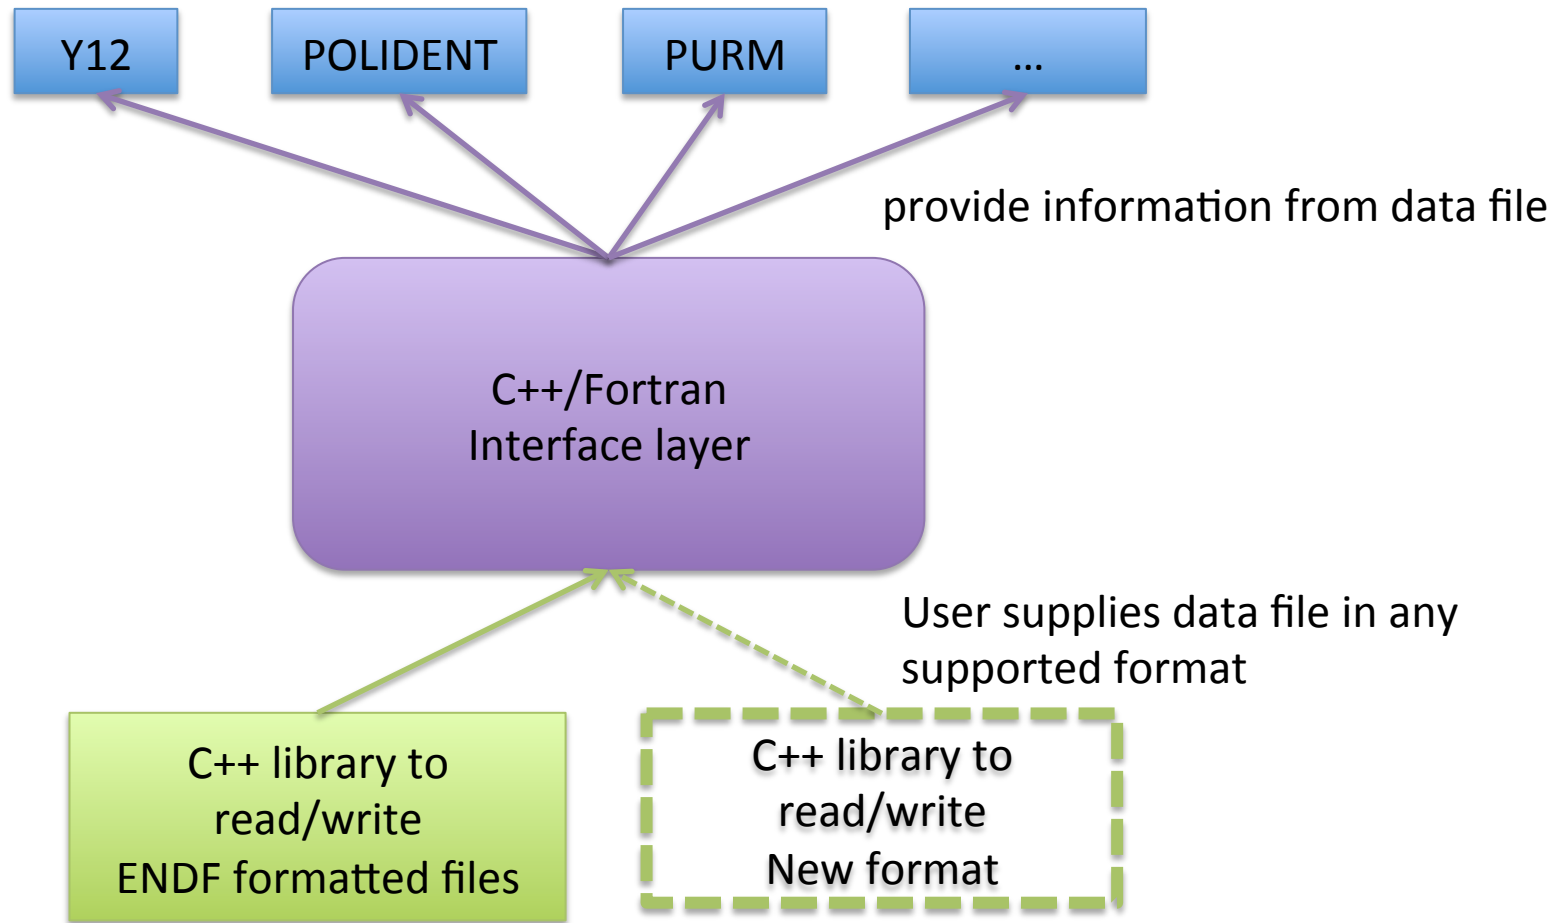 Y12
POLIDENT
PURM
...
provide information from data file
C++/Fortran
Interface layer
User supplies data file in any
supported format
C++ library to
read/write
ENDF formatted files
C++ library to
read/write
New format